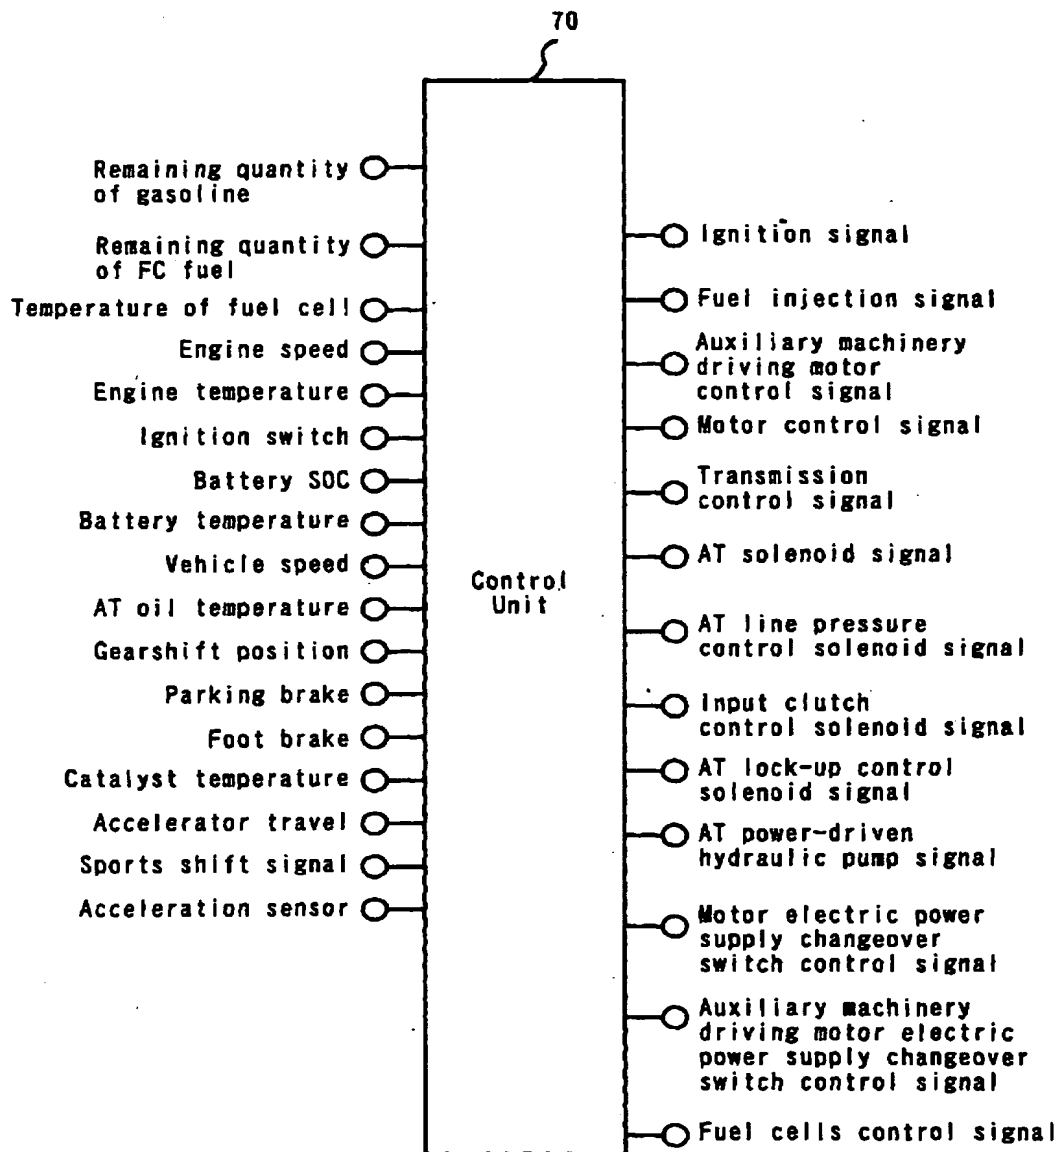 70
Remaining quantity
of gasoline
Remaining quantity
of FC fuel
Temperature of fuel cell
Engine speed
Engine temperature
Ignition switch
Battery SOC
Battery temperature
Vehicle speed
AT oil temperature
Gearshift position
Parking brake
Foot brake
Catalyst temperature
Accelerator travel
Sports shift signal
Acceleration sensor
Control
Unit
Ignition signal
Fuel injection signal
Auxiliary machinery
driving motor
control signal
Motor control signal
Transmission
control signal
AT solenoid signal
AT line pressure
control solenoid signal
Input clutch
control solenoid signal
AT lock-up control
solenoid signal
AT power-driven
hydraulic pump signal
Motor electric power
supply changeover
switch control signal
Auxiliary machinery
driving motor electric
power supply changeover
switch control signal
Fuel cells control signal